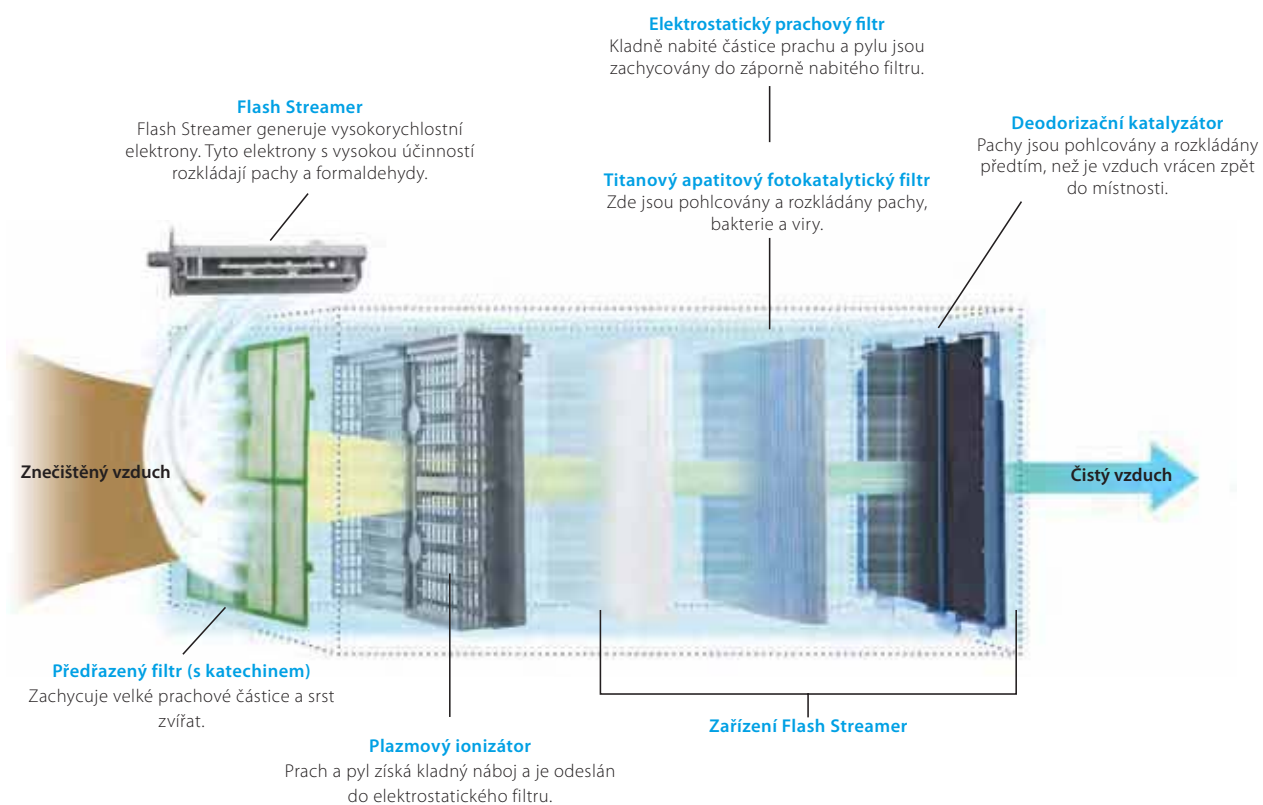 Elektrostatický prachový filtr
Kladně nabité částice prachu a pylu jsou
zachycovány do záporně nabitého filtru.
Flash Streamer
Flash Streamer generuje vysokorychlostní
elektrony. Tyto elektrony s vysokou účinností
rozkládají pachy a formaldehydy.
Titanový apatitový fotokatalytický filtr
Zde jsou pohlcovány a rozkládány pachy,
bakterie a viry.
Deodorizační katalyzátor
Pachy jsou pohlcovány a rozkládány
předtím, než je vzduch vrácen zpět
do místnosti.
Znečištěný vzduch
Čistý vzduch
Předřazený filtr (s katechinem)
Zachycuje velké prachové částice a srst
zvířat.
Plazmový ionizátor
Prach a pyl získá kladný náboj a je odeslán
do elektrostatického filtru.
Zařízení Flash Streamer